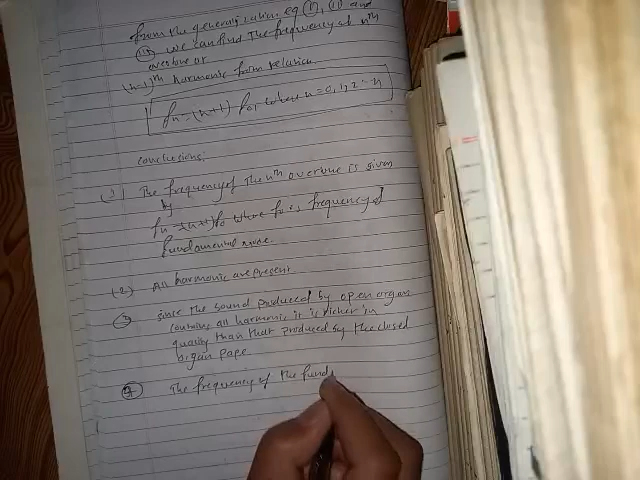 from the generalization eq (i), (ii) and
(iii) we can find the frequency of nth
overtone or
(n-1)th harmonic from relation.
fn = (n+1) fo where n = 0, 1, 2 - - n
conclusions:
(1) The frequency of the nth overtone is given
by
fn = (n+1) fo where fo is frequency of
fundamental mode.
(2) All harmonic are present.
(3) since the sound produced by open organ
contains all harmonic it is richer in
quality than that produced by the closed
organ pape
(4) The frequency of the fund